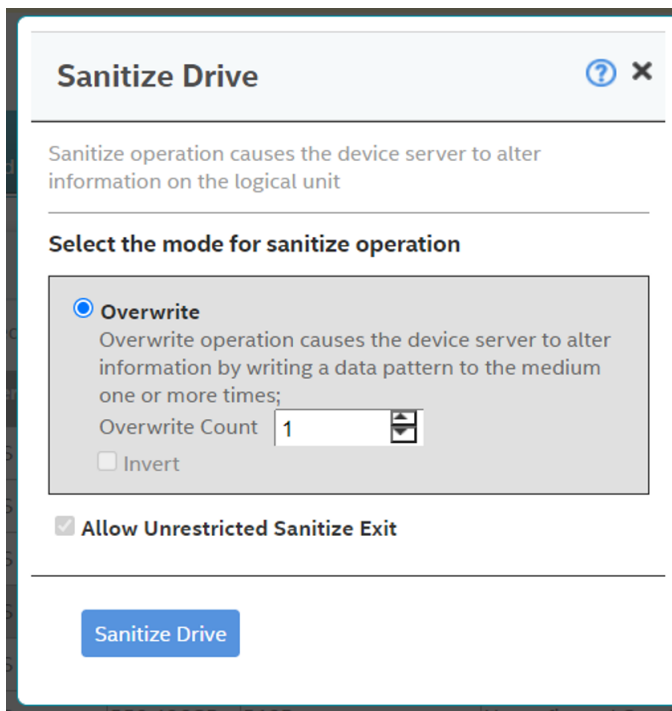 Sanitize Drive
Sanitize operation causes the device server to alter
information on the logical unit
Select the mode for sanitize operation
Overwrite
Overwrite operation causes the device server to alter
information by writing a data pattern to the medium
one or more times;
Overwrite Count 1
Invert
Allow Unrestricted Sanitize Exit
Sanitize Drive